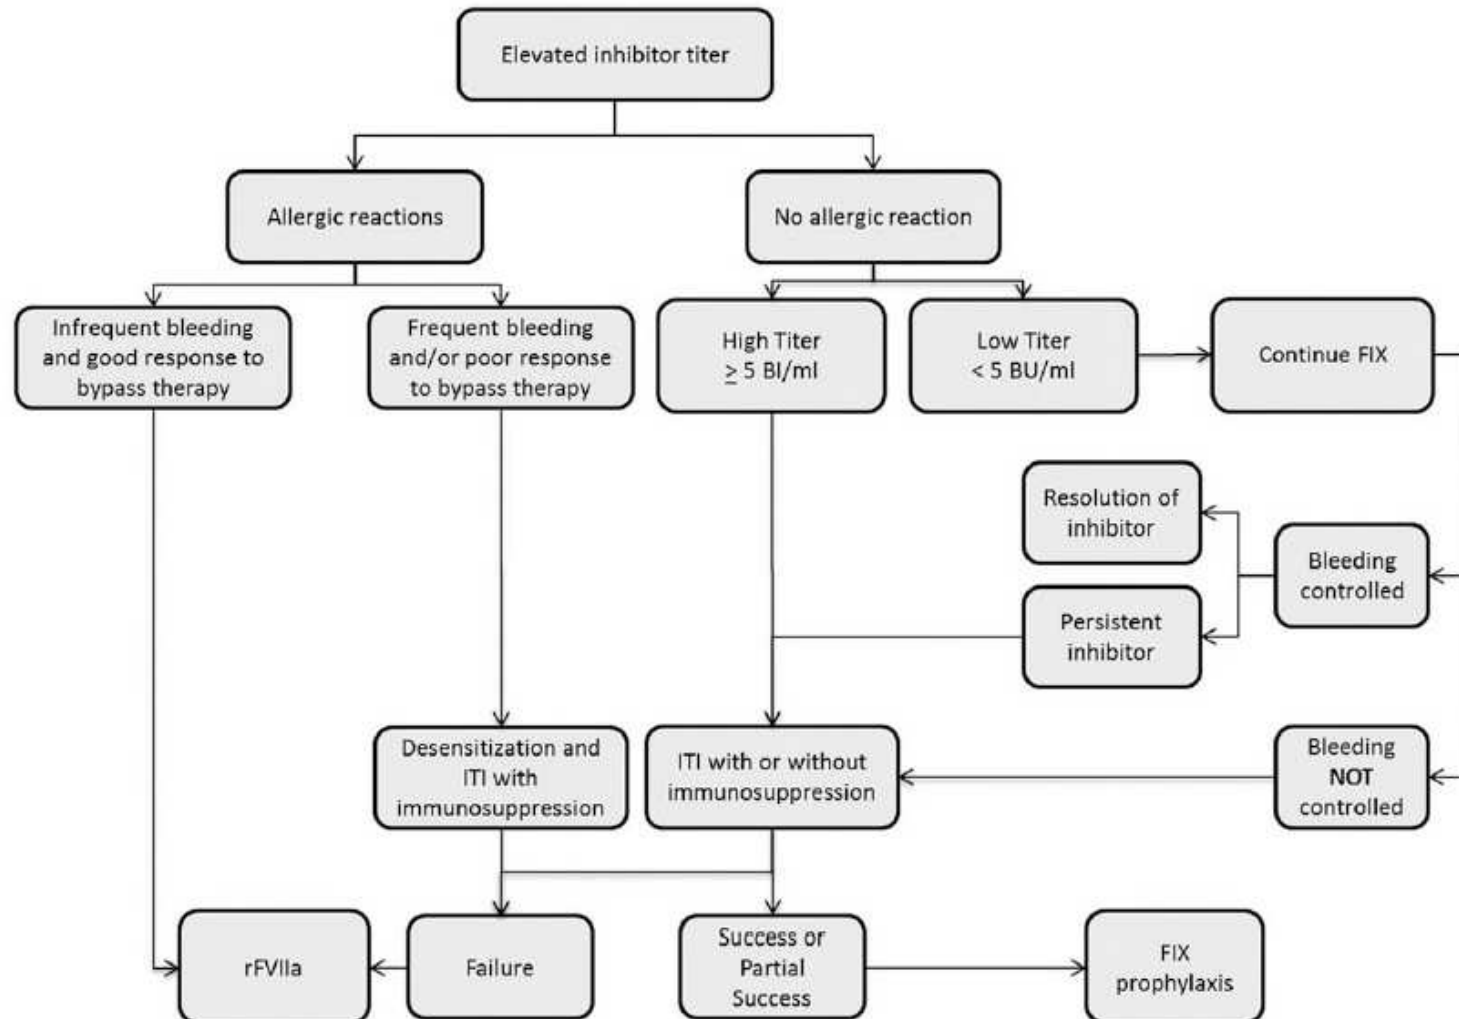 Elevated inhibitor titer
Allergic reactions
No allergic reaction
Infrequent bleeding
and good response to
bypass therapy
Frequent bleeding
and/or poor response
to bypass therapy
High Titer
≥ 5 BI/ml
Low Titer
< 5 BU/ml
Continue FIX
Resolution of
inhibitor
Bleeding
controlled
Persistent
inhibitor
Desensitization and
ITI with
immunosuppression
ITI with or without
immunosuppression
Bleeding
NOT
controlled
rFVIIa
Failure
Success or
Partial
Success
FIX
prophylaxis